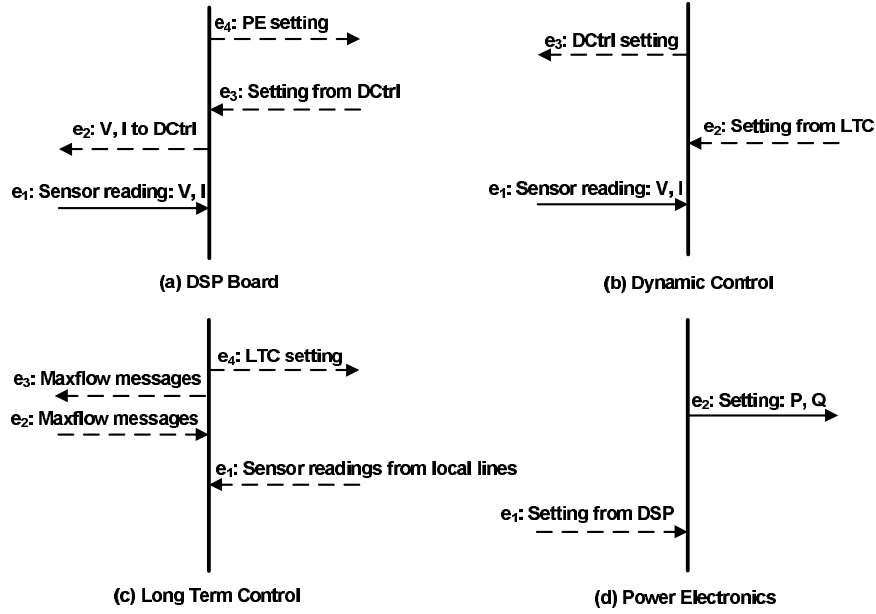 e₄: PE setting
e₃: Setting from DCtrl
e₂: V, I to DCtrl
e₁: Sensor reading: V, I
(a) DSP Board
e₃: DCtrl setting
e₂: Setting from LTC
e₁: Sensor reading: V, I
(b) Dynamic Control
e₄: LTC setting
e₃: Maxflow messages
e₂: Maxflow messages
e₁: Sensor readings from local lines
(c) Long Term Control
e₂: Setting: P, Q
e₁: Setting from DSP
(d) Power Electronics